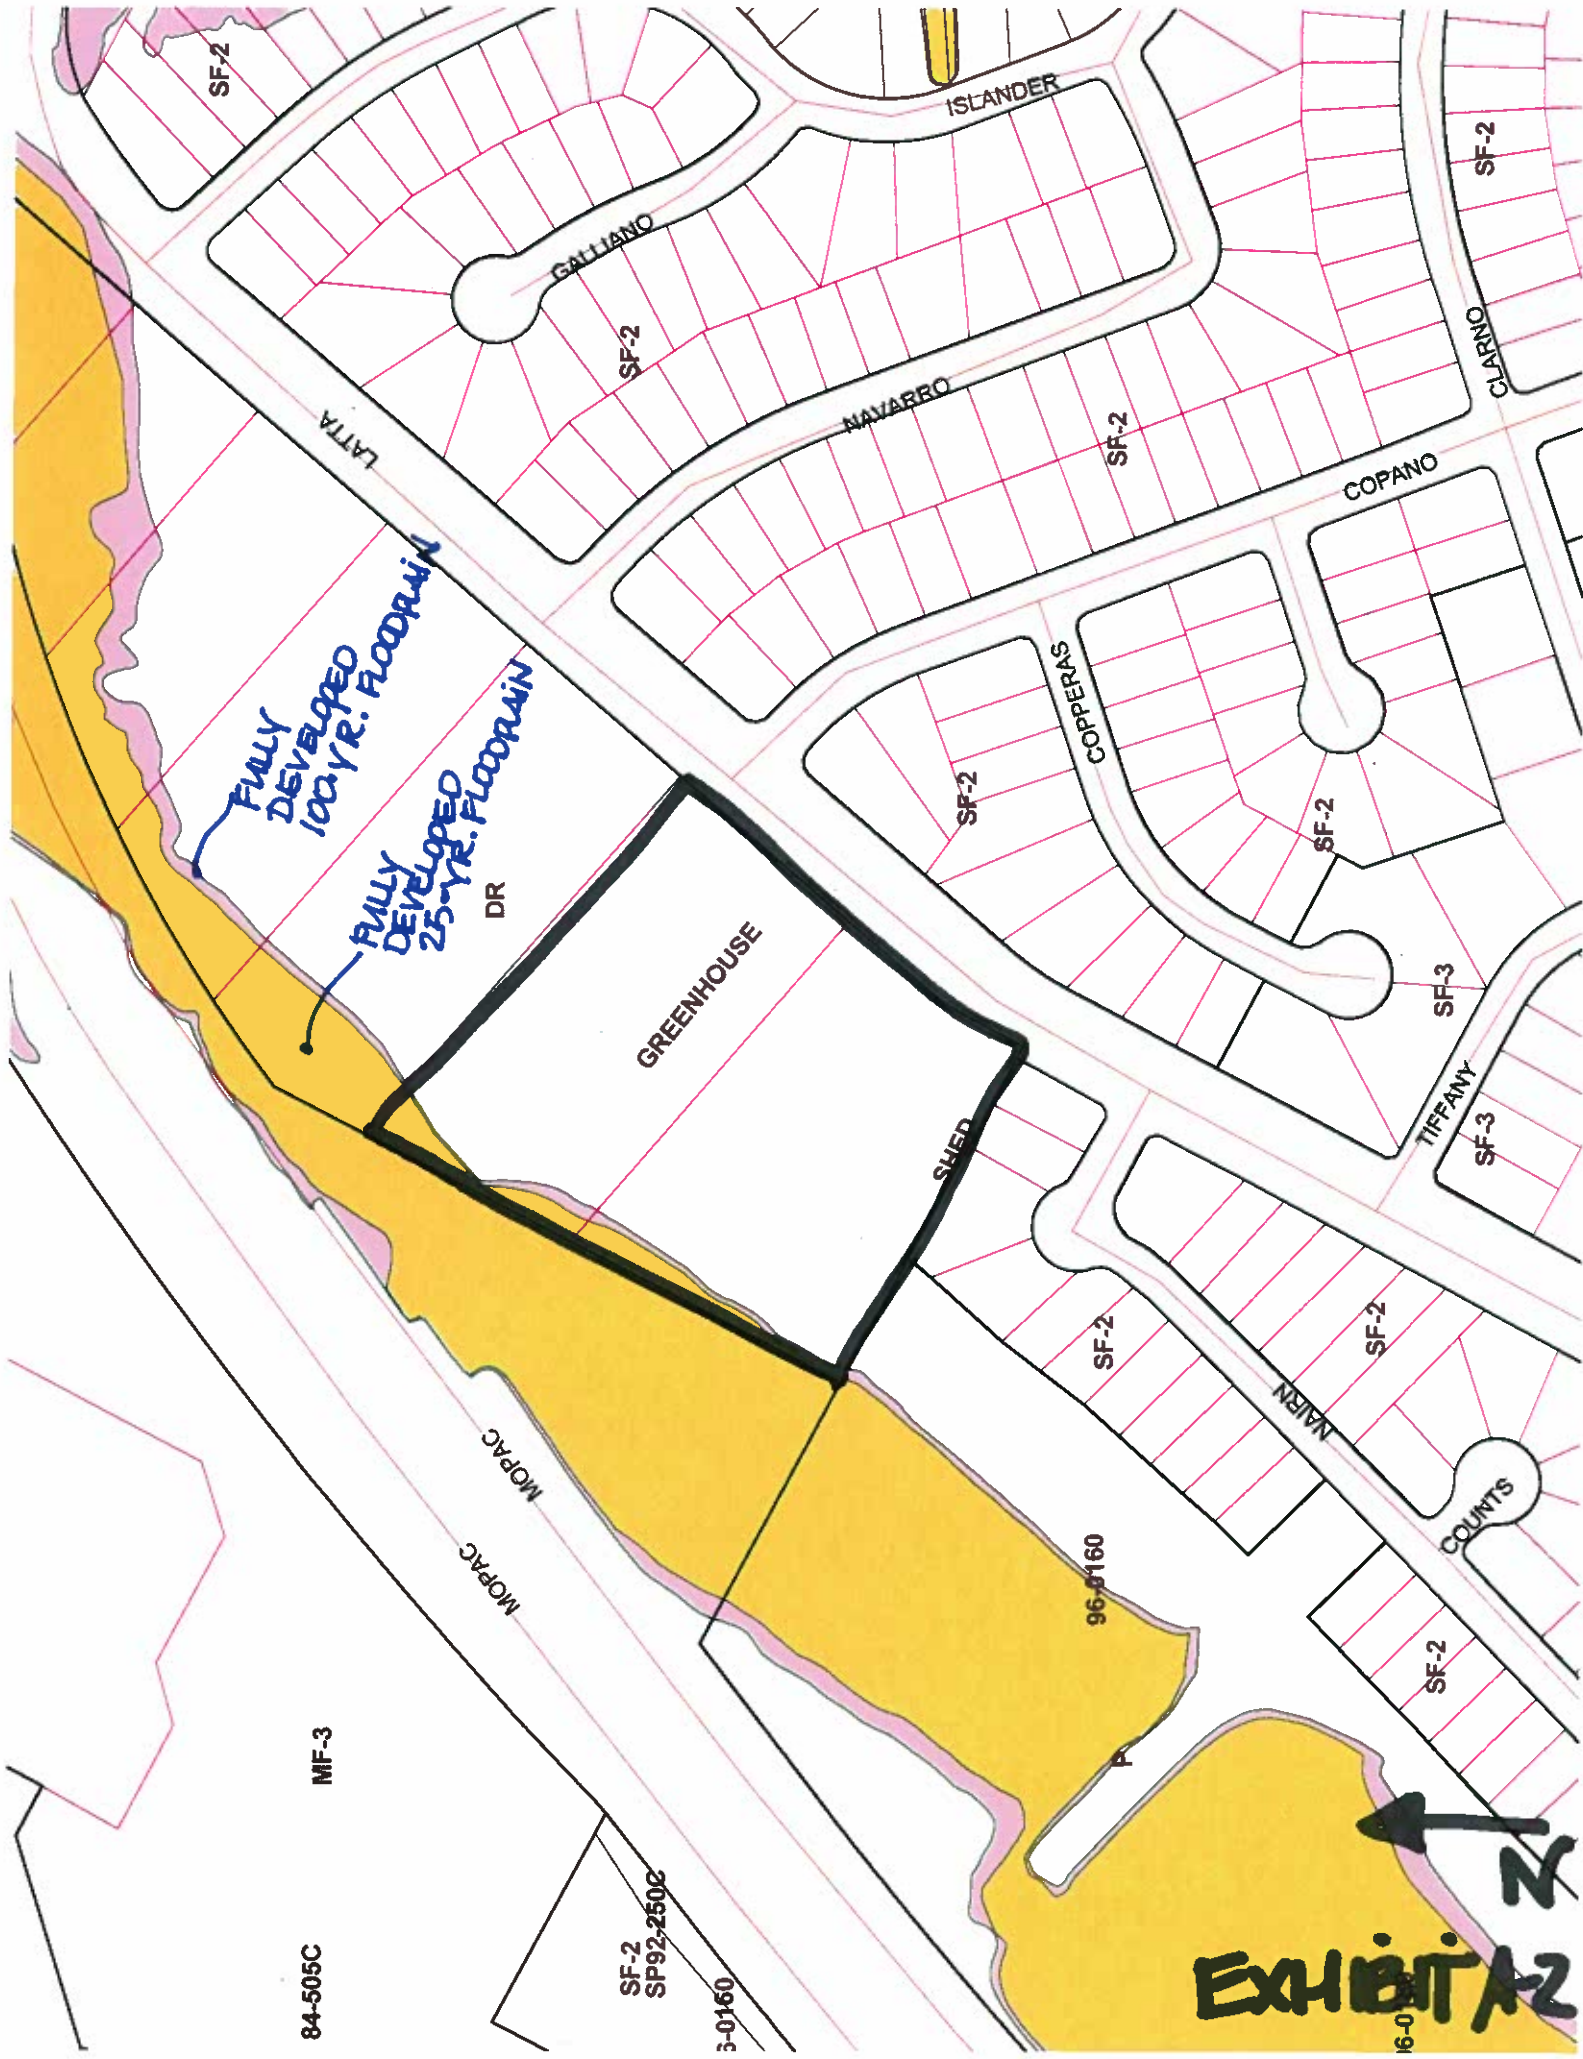 SF-2
ISLANDER
SF-2
GALLIANO
SF-2
CLARNO
LATTA
NAVARRO
SF-2
COPANO
FULLY
DEVELOPED
100-YR. FLOODPLAIN
FULLY
DEVELOPED
25-YR. FLOODPLAIN
COPPERAS
SF-2
SF-2
DR
GREENHOUSE
SF-3
SHED
TIFFANY
SF-3
SF-2
SF-2
NAIRN
MOPAC
MOPAC
COUNTS
96-0160
SF-2
MF-3
P
N
84-505C
SF-2
SP92-250C
6-0160
EXHIBIT A-2